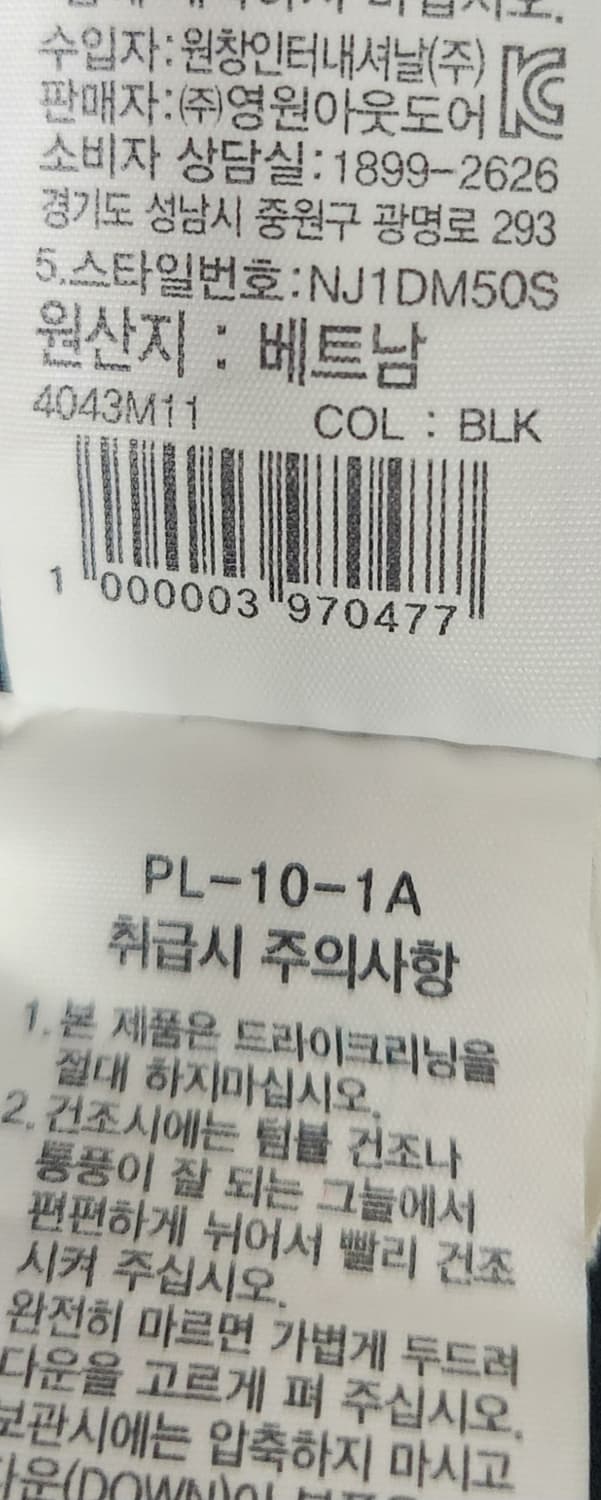 마십시오.
수입자:원창인터내셔날(주)
판매자:(주)영원아웃도어
소비자 상담실:1899-2626
경기도 성남시 중원구 광명로 293
5.스타일번호:NJ1DM50S
원산지 : 베트남
4043M11 COL : BLK
1 000003 970477
PL-10-1A
취급시 주의사항
1.본 제품은 드라이크리닝을
절대 하지마십시오.
2.건조시에는 텀블 건조나
통풍이 잘 되는 그늘에서
편편하게 뉘어서 빨리 건조
시켜 주십시오.
완전히 마르면 가볍게 두드려
다운을 고르게 펴 주십시오.
보관시에는 압축하지 마시고
다운(DOWN)이